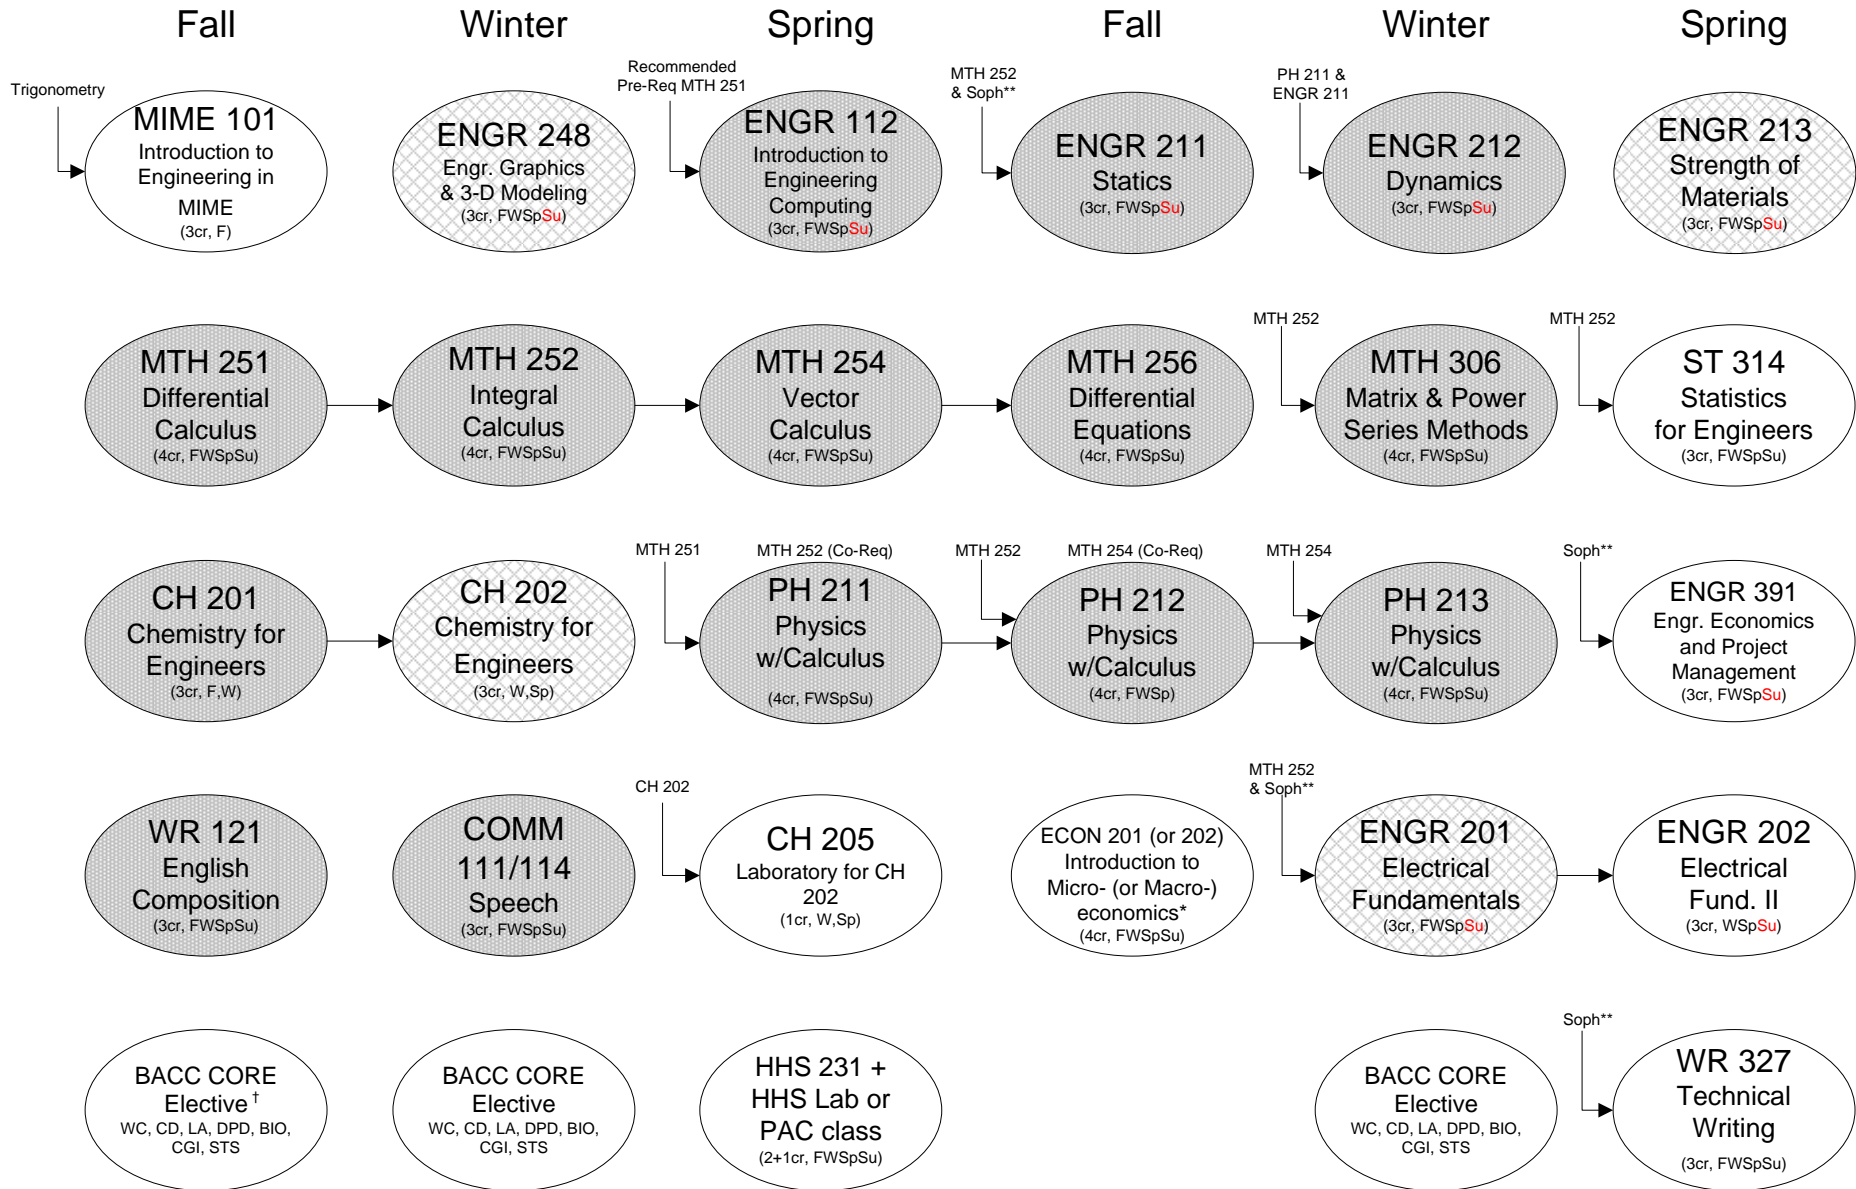 Fall
Winter
Spring
Fall
Winter
Spring
Trigonometry
MIME 101
Introduction to
Engineering in
MIME
(3cr, F)
ENGR 248
Engr. Graphics
& 3-D Modeling
(3cr, FWSpSu)
Recommended
Pre-Req MTH 251
ENGR 112
Introduction to
Engineering
Computing
(3cr, FWSpSu)
MTH 252
& Soph**
ENGR 211
Statics
(3cr, FWSpSu)
PH 211 &
ENGR 211
ENGR 212
Dynamics
(3cr, FWSpSu)
ENGR 213
Strength of
Materials
(3cr, FWSpSu)
MTH 251
Differential
Calculus
(4cr, FWSpSu)
MTH 252
Integral
Calculus
(4cr, FWSpSu)
MTH 254
Vector
Calculus
(4cr, FWSpSu)
MTH 256
Differential
Equations
(4cr, FWSpSu)
MTH 252
MTH 306
Matrix & Power
Series Methods
(4cr, FWSpSu)
MTH 252
ST 314
Statistics
for Engineers
(3cr, FWSpSu)
CH 201
Chemistry for
Engineers
(3cr, F,W)
CH 202
Chemistry for
Engineers
(3cr, W,Sp)
MTH 251
MTH 252 (Co-Req)
PH 211
Physics
w/Calculus
(4cr, FWSpSu)
MTH 252
MTH 254 (Co-Req)
PH 212
Physics
w/Calculus
(4cr, FWSp)
MTH 254
PH 213
Physics
w/Calculus
(4cr, FWSpSu)
Soph**
ENGR 391
Engr. Economics
and Project
Management
(3cr, FWSpSu)
WR 121
English
Composition
(3cr, FWSpSu)
COMM
111/114
Speech
(3cr, FWSpSu)
CH 202
CH 205
Laboratory for CH
202
(1cr, W,Sp)
ECON 201 (or 202)
Introduction to
Micro- (or Macro-)
economics*
(4cr, FWSpSu)
MTH 252
& Soph**
ENGR 201
Electrical
Fundamentals
(3cr, FWSpSu)
ENGR 202
Electrical
Fund. II
(3cr, WSpSu)
BACC CORE
Elective †
WC, CD, LA, DPD, BIO,
CGI, STS
BACC CORE
Elective
WC, CD, LA, DPD, BIO,
CGI, STS
HHS 231 +
HHS Lab or
PAC class
(2+1cr, FWSpSu)
BACC CORE
Elective
WC, CD, LA, DPD, BIO,
CGI, STS
Soph**
WR 327
Technical
Writing
(3cr, FWSpSu)